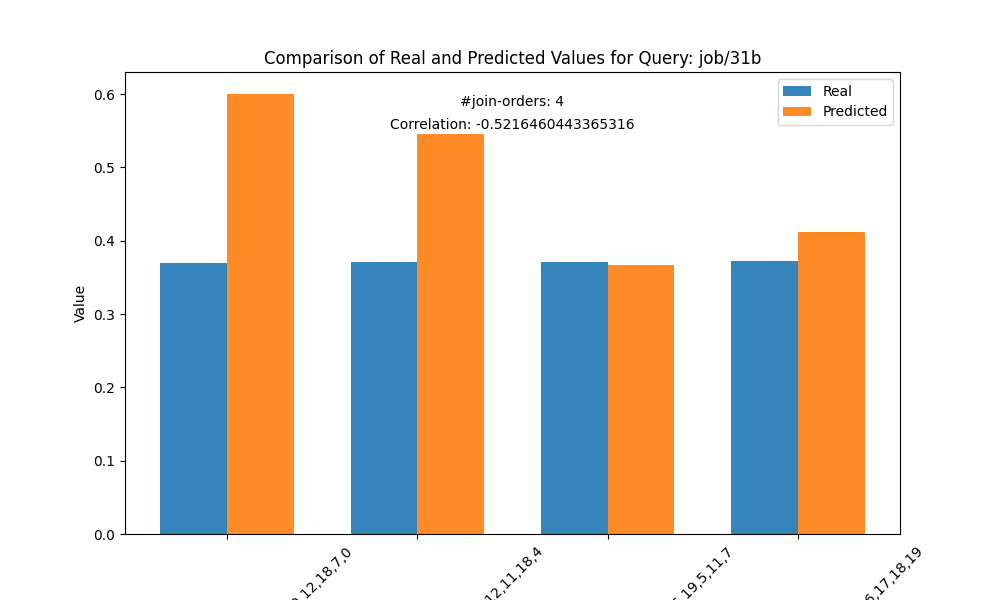 Comparison of Real and Predicted Values for Query: job/31b
#join-orders: 4
Correlation: -0.5216460443365316
Real
Predicted
Value
0.6
0.5
0.4
0.3
0.2
0.1
0.0
12,18,7,0
12,11,18,4
19,5,11,7
17,18,19